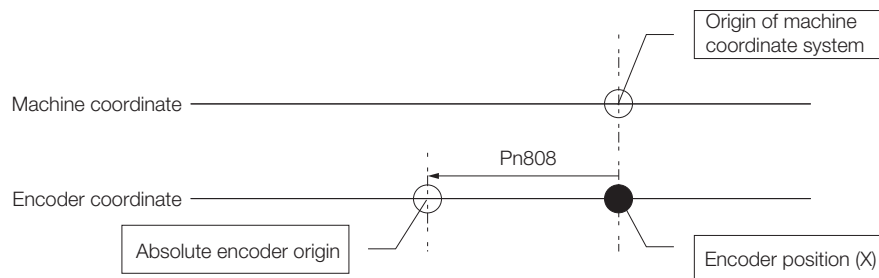 Origin of machine
coordinate system
Machine coordinate
Pn808
Encoder coordinate
Absolute encoder origin
Encoder position (X)